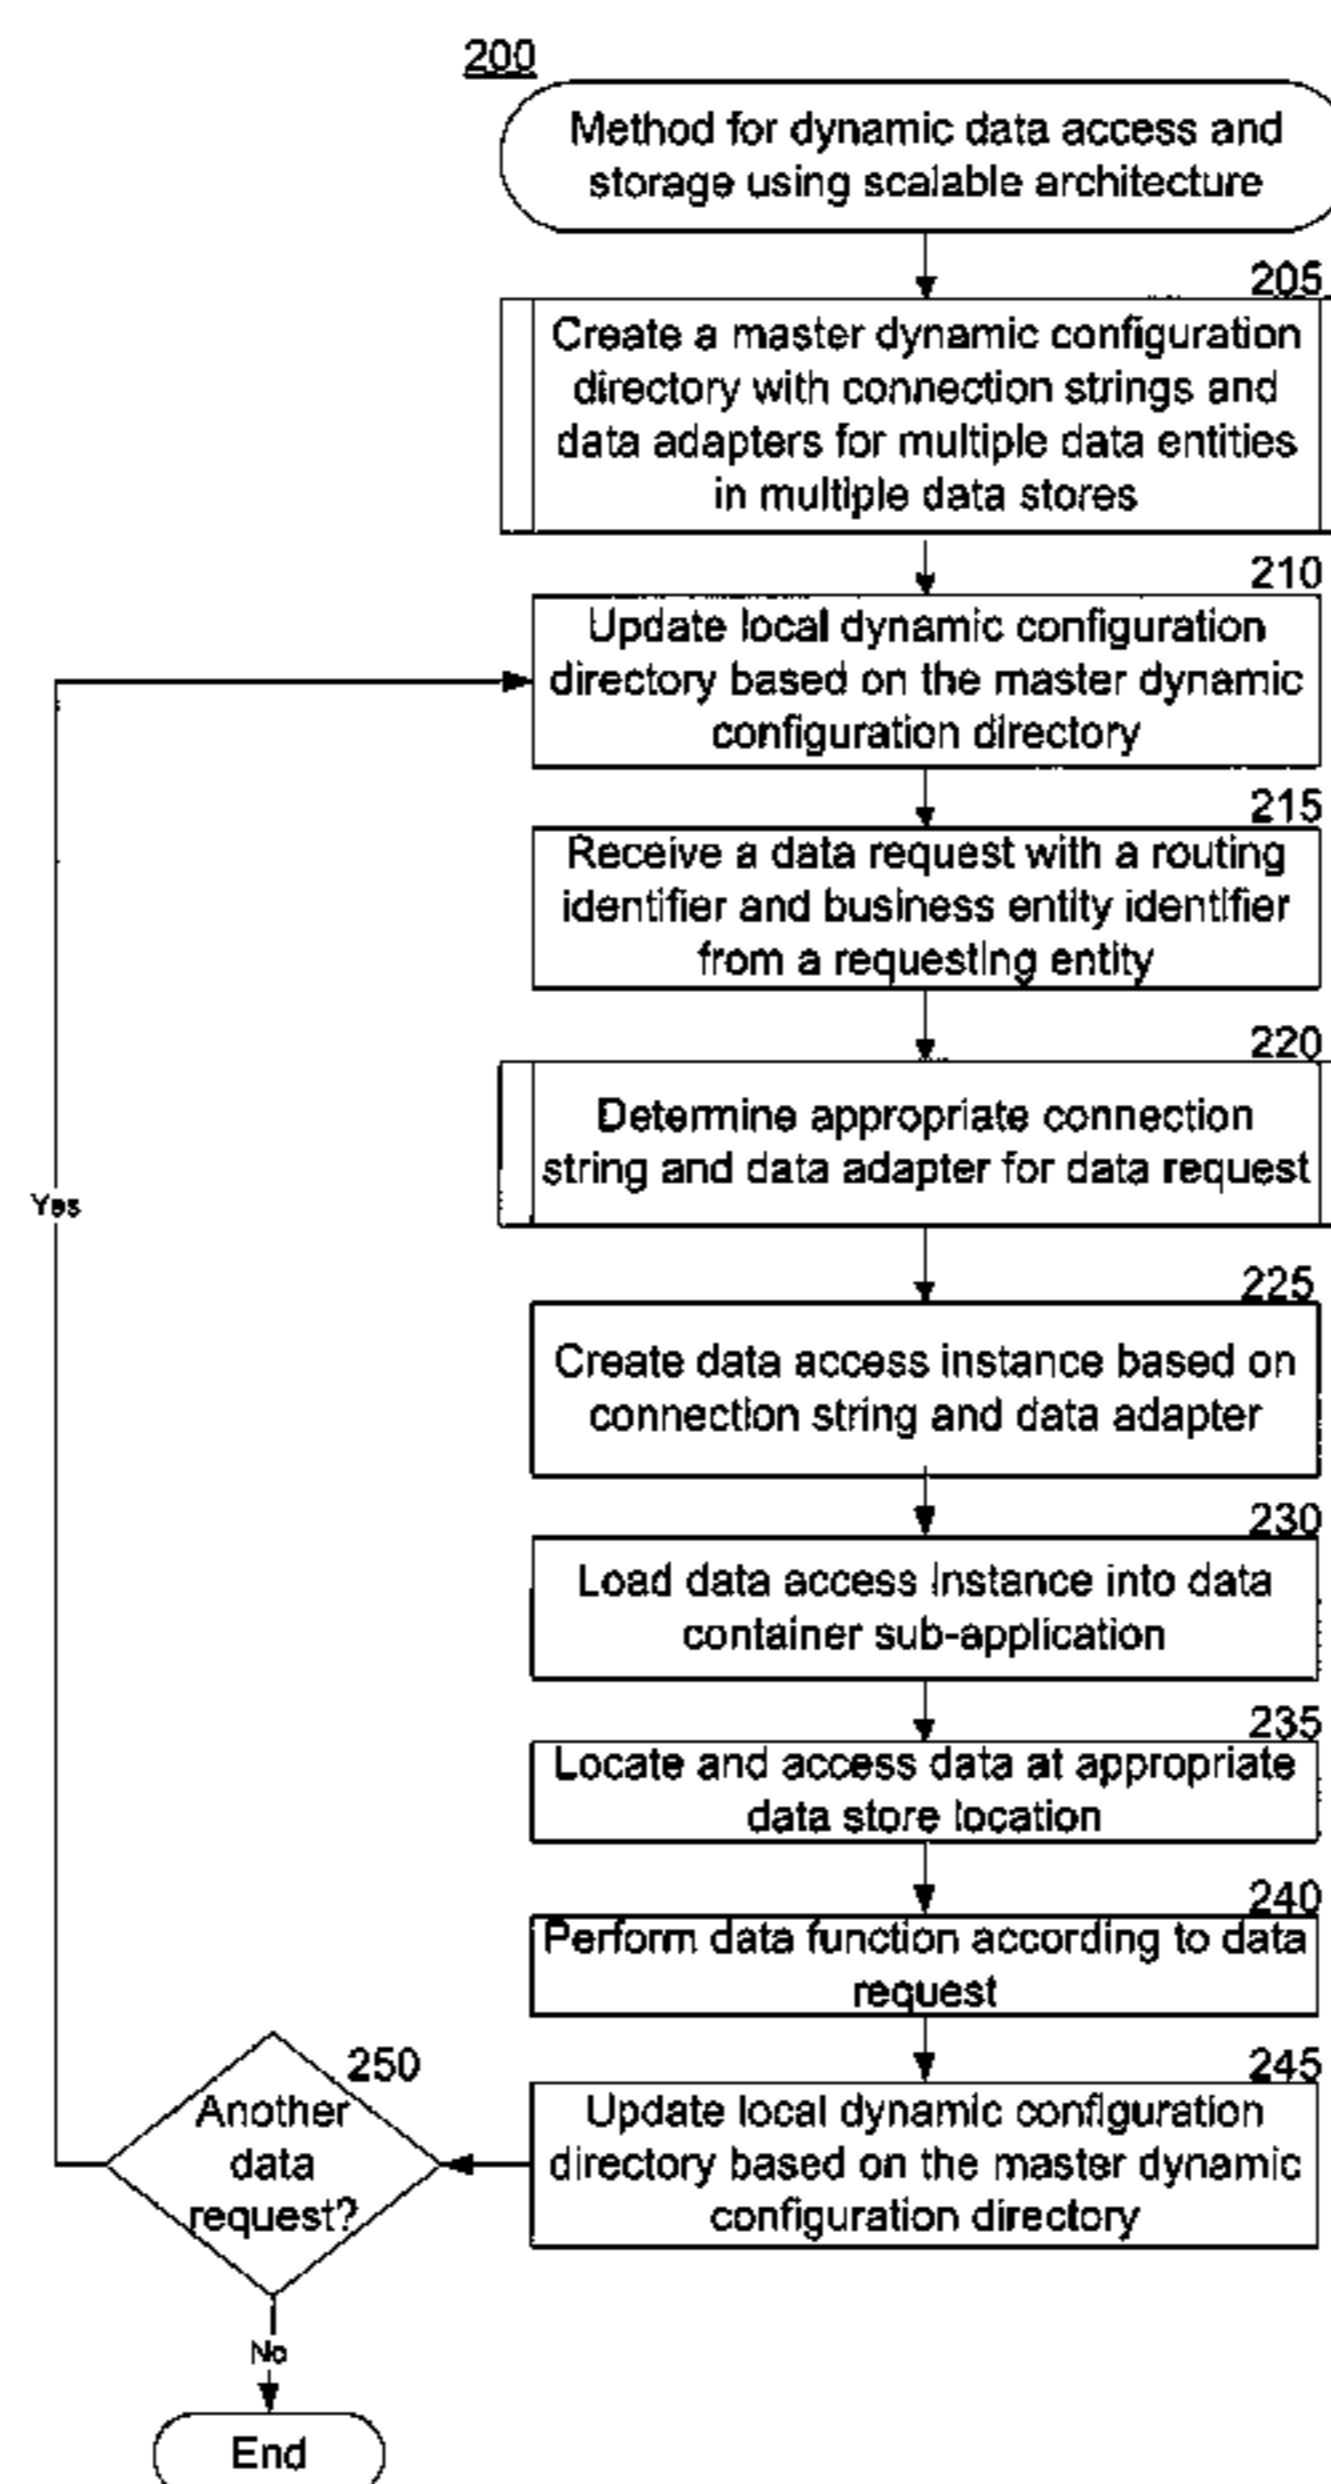 200
Method for dynamic data access and
storage using scalable architecture
205
Create a master dynamic configuration
directory with connection strings and
data adapters for multiple data entities
in multiple data stores
210
Update local dynamic configuration
directory based on the master dynamic
configuration directory
215
Receive a data request with a routing
identifier and business entity identifier
from a requesting entity
220
Determine appropriate connection
string and data adapter for data request
Yes
225
Create data access instance based on
connection string and data adapter
230
Load data access instance into data
container sub-application
235
Locate and access data at appropriate
data store location
240
Perform data function according to data
request
245
Update local dynamic configuration
directory based on the master dynamic
configuration directory
250
Another
data
request?
No
End